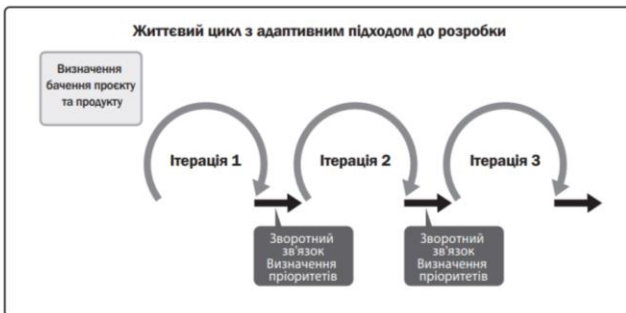 Життєвий цикл з адаптивним підходом до розробки
Визначення
бачення проєкту
та продукту
Ітерація 1
Ітерація 2
Ітерація 3
Зворотний
зв'язок
Визначення
пріоритетів
Зворотний
зв'язок
Визначення
пріоритетів